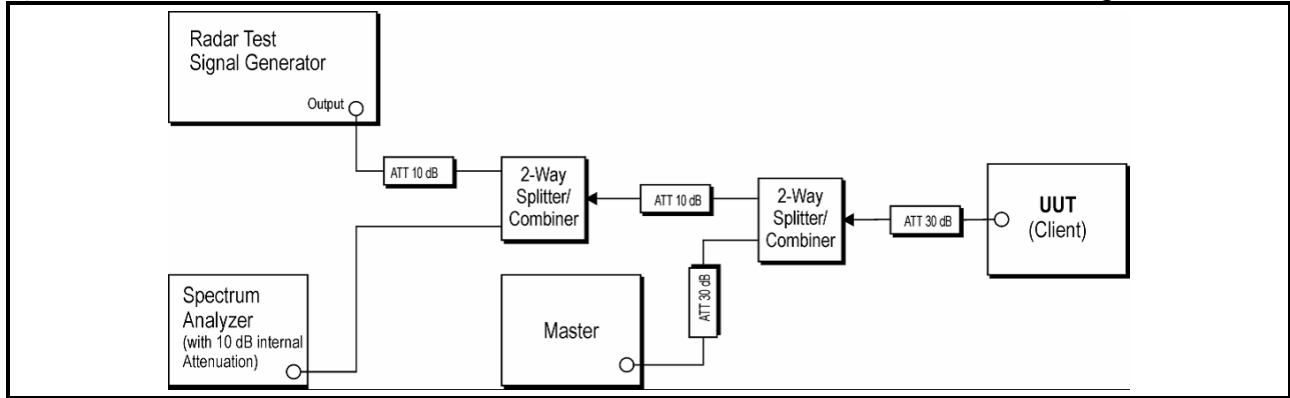 Radar Test
Signal Generator
Output
ATT 10 dB
2-Way
Splitter/
Combiner
ATT 10 dB
2-Way
Splitter/
Combiner
ATT 30 dB
UUT
(Client)
Spectrum
Analyzer
(with 10 dB internal
Attenuation)
Master
ATT 30 dB